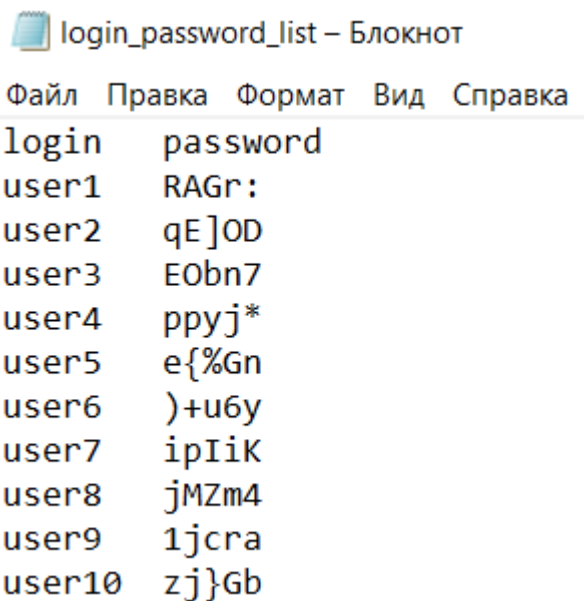 login_password_list – Блокнот
Файл Правка Формат Вид Справка
login password
user1 RAGr:
user2 qE]OD
user3 EObn7
user4 ppyj*
user5 e{%Gn
user6 )+u6y
user7 ipIiK
user8 jMZm4
user9 1jcra
user10 zj}Gb